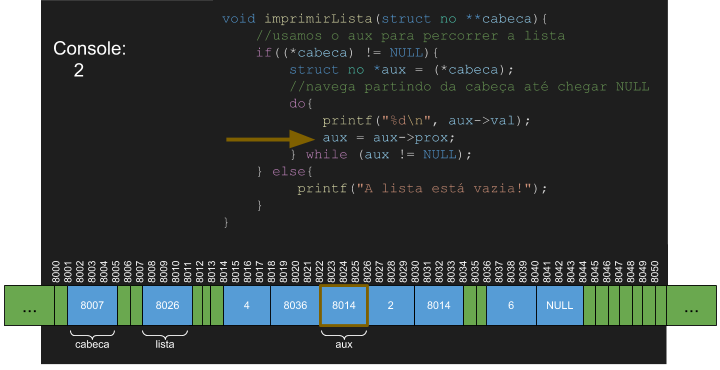 void imprimirLista(struct no **cabeca){
//usamos o aux para percorrer a lista
if((*cabeca) != NULL){
struct no *aux = (*cabeca);
//navega partindo da cabeça até chegar NULL
do{
printf("%d\n", aux->val);
aux = aux->prox;
} while (aux != NULL);
} else{
printf("A lista está vazia!");
}
}
Console:
2
8000 8001 8002 8003 8004 8005 8006 8007 8008 8009 8010 8011 8012 8013 8014 8015 8016 8017 8018 8019 8020 8021 8022 8023 8024 8025 8026 8027 8028 8029 8030 8031 8032 8033 8034 8035 8036 8037 8038 8039 8040 8041 8042 8043 8044 8045 8046 8047 8048 8049 8050
... 8007 8026 4 8036 8014 2 8014 6 NULL ...
cabeca lista aux